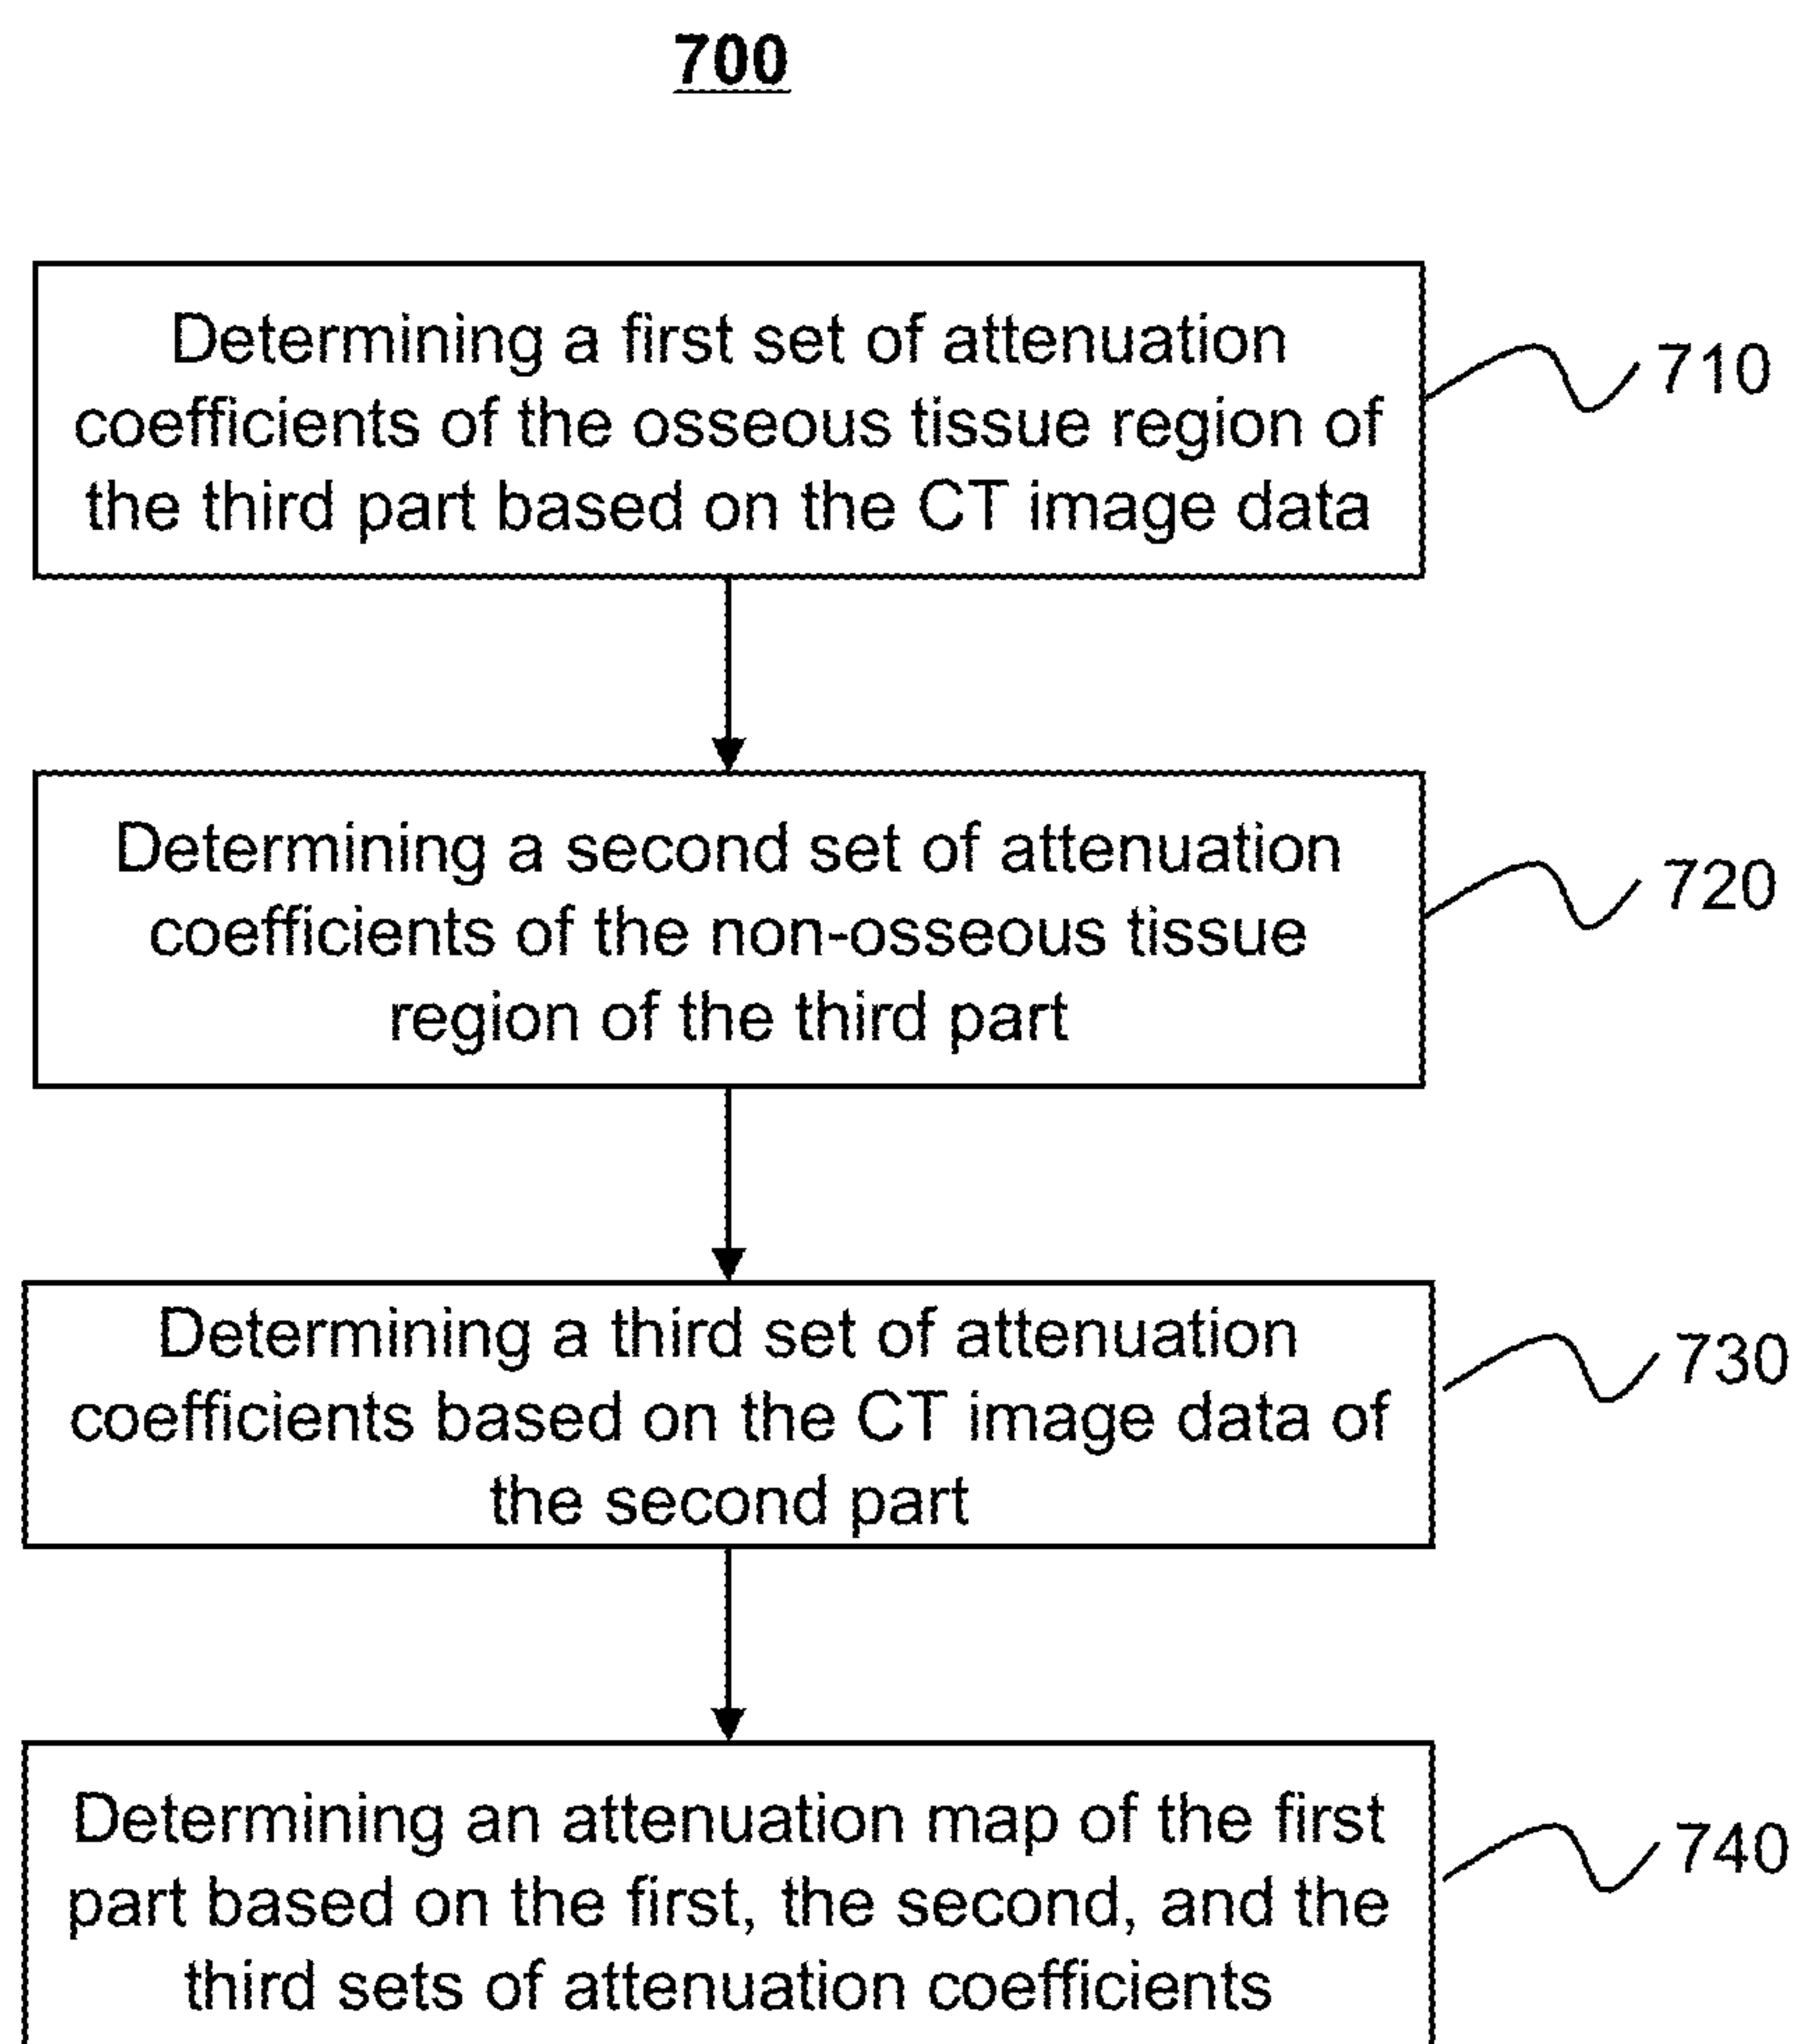 700
Determining a first set of attenuation
coefficients of the osseous tissue region of
the third part based on the CT image data
710
Determining a second set of attenuation
coefficients of the non-osseous tissue
region of the third part
720
Determining a third set of attenuation
coefficients based on the CT image data of
the second part
730
Determining an attenuation map of the first
part based on the first, the second, and the
third sets of attenuation coefficients
740